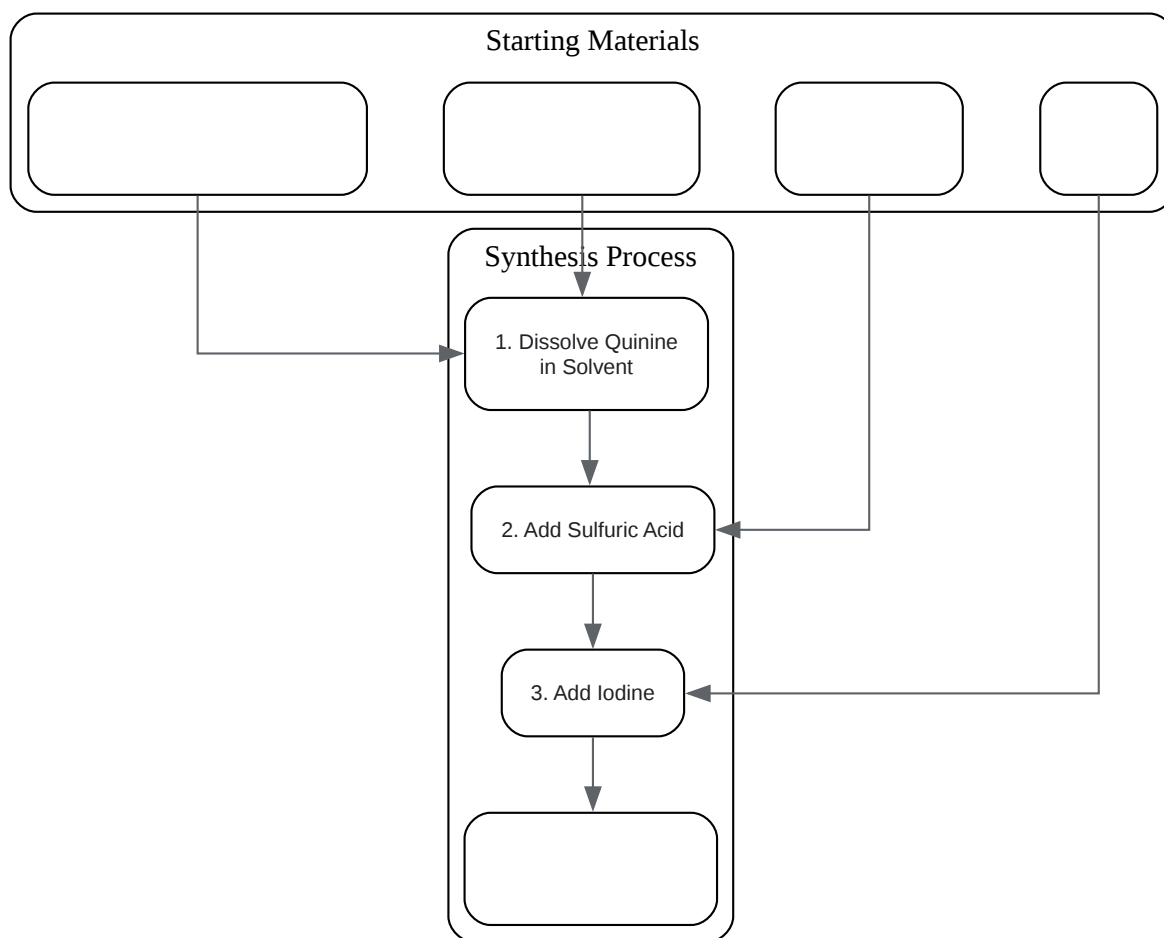 Starting Materials
Synthesis Process
1. Dissolve Quinine
in Solvent
2. Add Sulfuric Acid
3. Add Iodine